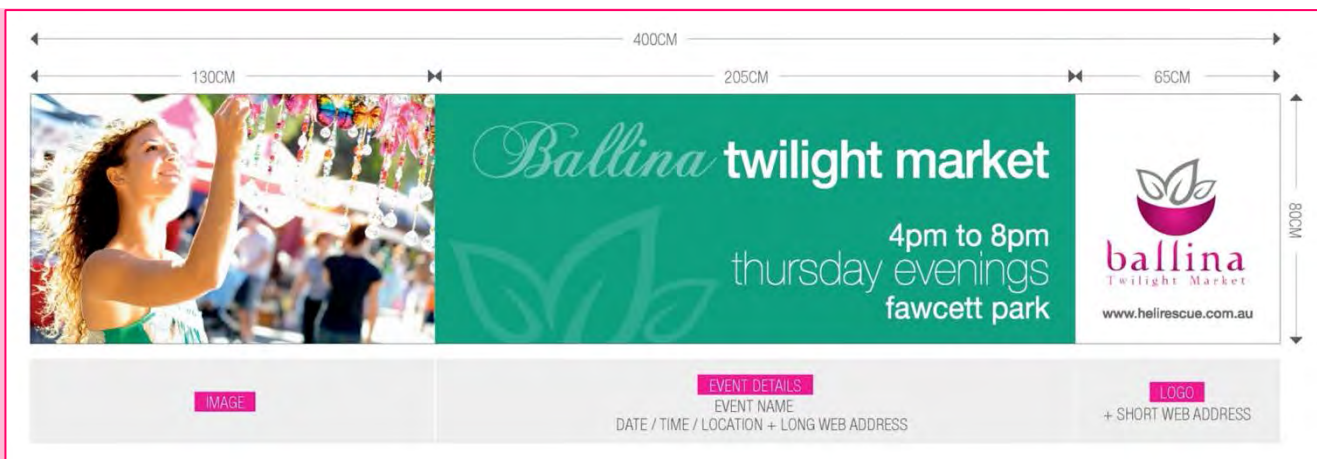 400CM
130CM
205CM
65CM
Ballina twilight market
4pm to 8pm
thursday evenings
fawcett park
ballina
Twilight Market
www.helirescue.com.au
80CM
IMAGE
EVENT DETAILS
EVENT NAME
DATE / TIME / LOCATION + LONG WEB ADDRESS
LOGO
+ SHORT WEB ADDRESS